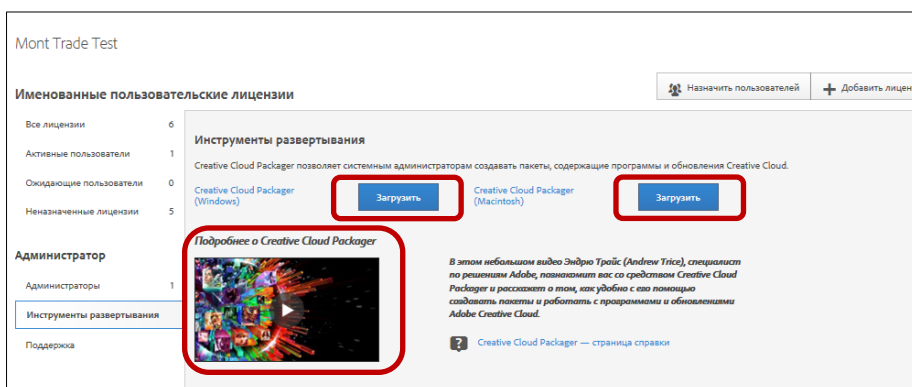 Mont Trade Test
Именованные пользовательские лицензии
Назначить пользователей
Добавить лицен
Все лицензии 6
Активные пользователи 1
Ожидающие пользователи 0
Неназначенные лицензии 5
Администратор
Администраторы 1
Инструменты развертывания
Поддержка
Инструменты развертывания
Creative Cloud Packager позволяет системным администраторам создавать пакеты, содержащие программы и обновления Creative Cloud.
Creative Cloud Packager
(Windows)
Загрузить
Creative Cloud Packager
(Macintosh)
Загрузить
Подробнее о Creative Cloud Packager
В этом небольшом видео Эндрю Трайс (Andrew Trice), специалист
по решениям Adobe, познакомит вас со средством Creative Cloud
Packager и расскажет о том, как удобно с его помощью
создавать пакеты и работать с программами и обновлениями
Adobe Creative Cloud.
Creative Cloud Packager — страница справки